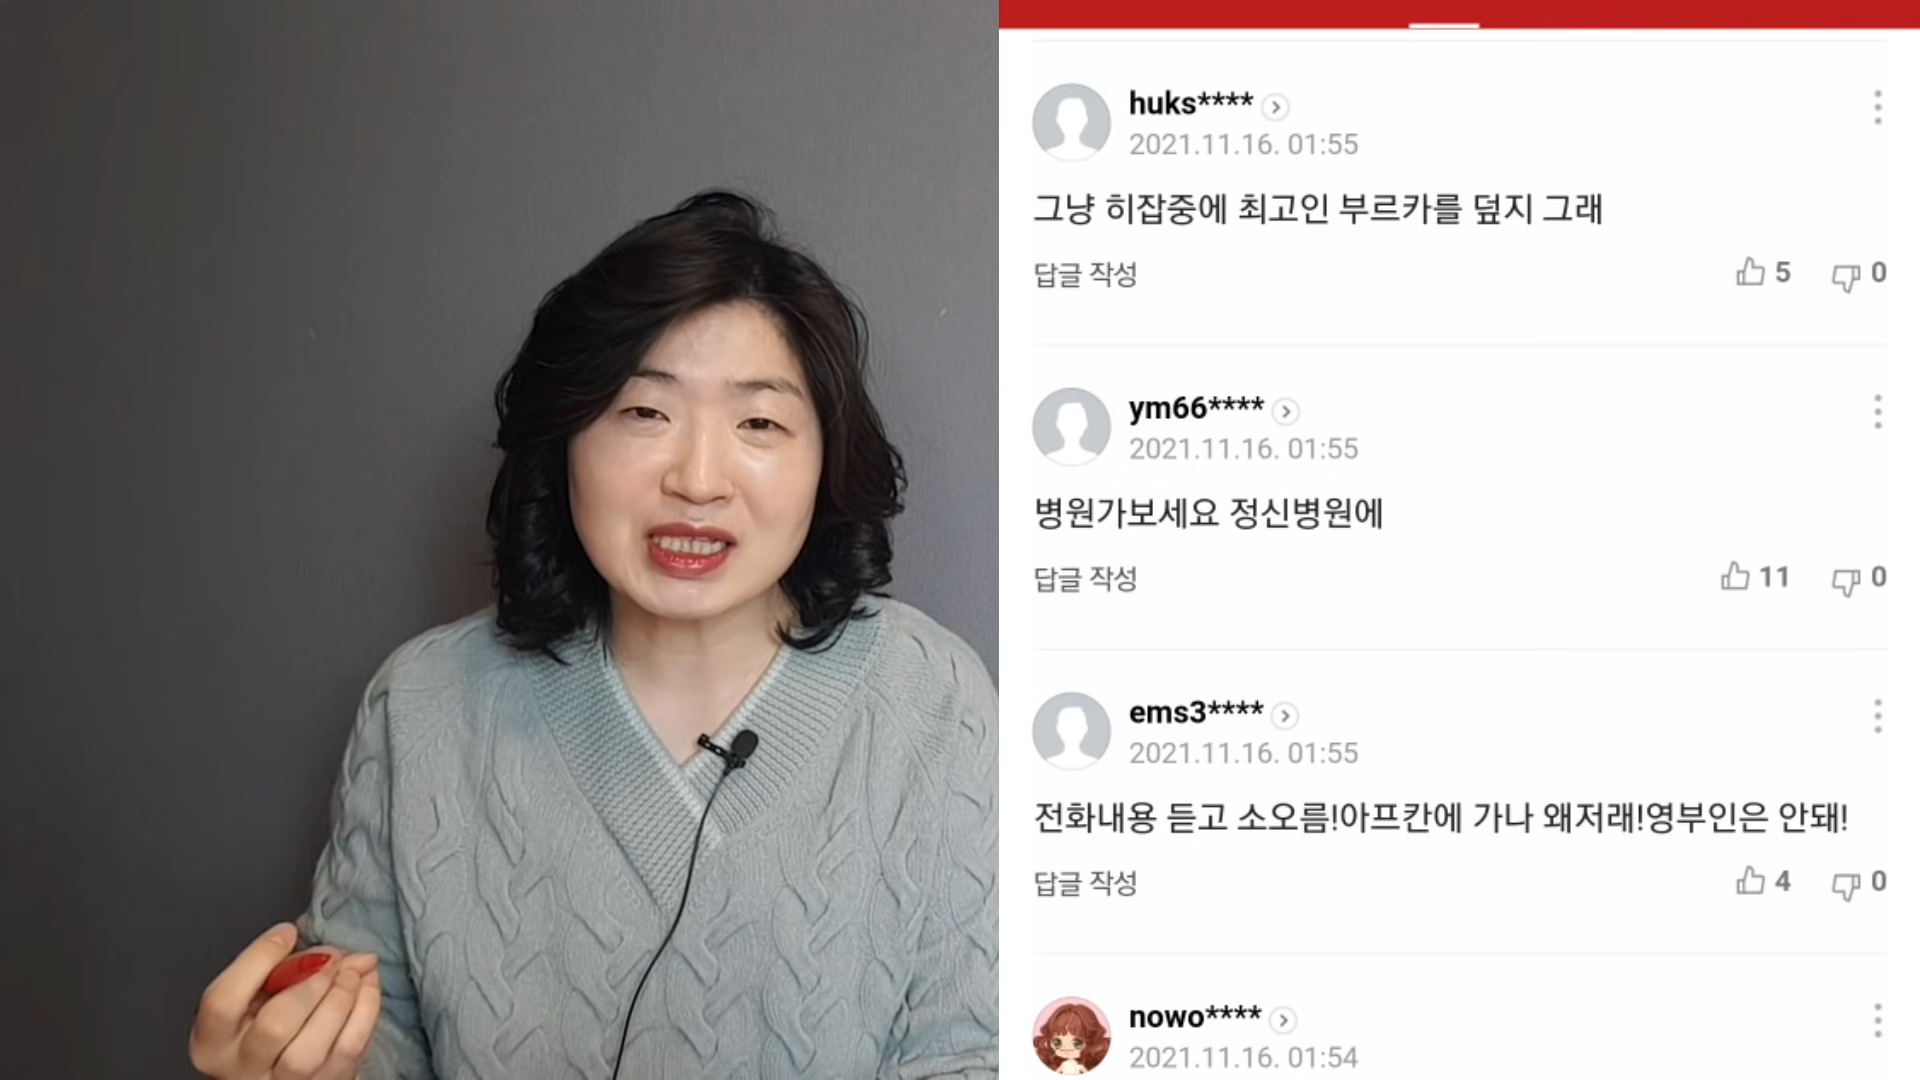 huks****
2021.11.16. 01:55
그냥 히잡중에 최고인 부르카를 덮지 그래
답글 작성
5 0
ym66****
2021.11.16. 01:55
병원가보세요 정신병원에
답글 작성
11 0
ems3****
2021.11.16. 01:55
전화내용 듣고 소오름!아프칸에 가나 왜저래!영부인은 안돼!
답글 작성
4 0
nowo****
2021.11.16. 01:54